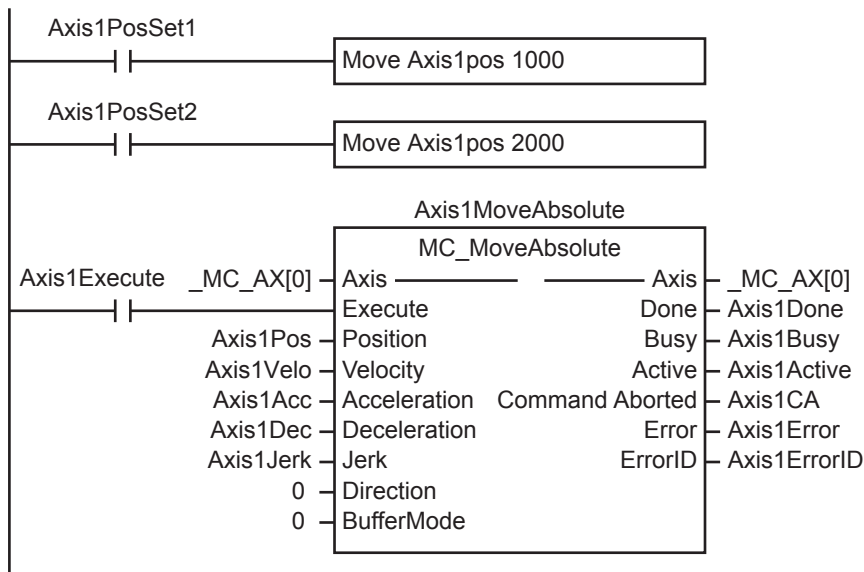 Axis1PosSet1
Move Axis1pos 1000
Axis1PosSet2
Move Axis1pos 2000
Axis1MoveAbsolute
MC_MoveAbsolute
Axis1Execute _MC_AX[0] Axis Axis _MC_AX[0]
Execute Done Axis1Done
Axis1Pos Position Busy Axis1Busy
Axis1Velo Velocity Active Axis1Active
Axis1Acc Acceleration Command Aborted Axis1CA
Axis1Dec Deceleration Error Axis1Error
Axis1Jerk Jerk ErrorID Axis1ErrorID
0 Direction
0 BufferMode